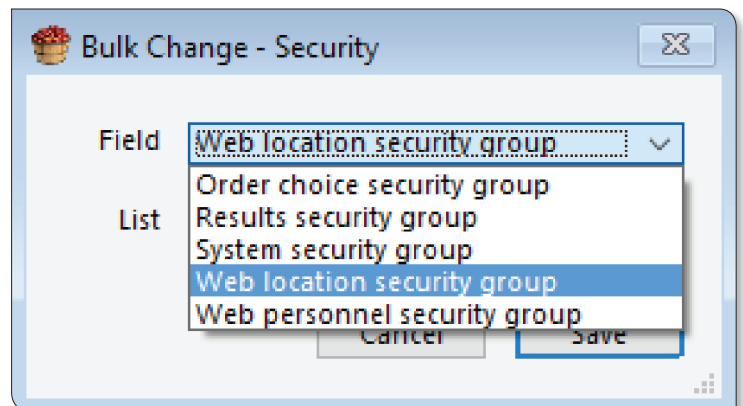 Bulk Change - Security
Field Web location security group
Order choice security group
List Results security group
System security group
Web location security group
Web personnel security group
Cancel Save